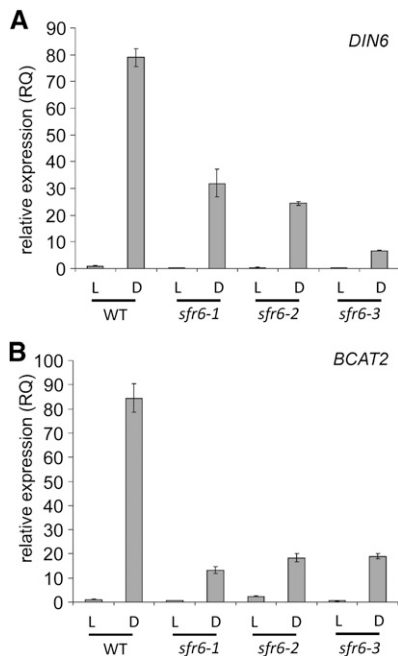 A
DIN6
relative expression (RQ)
90
80
70
60
50
40
30
20
10
0
L D L D L D L D
WT sfr6-1 sfr6-2 sfr6-3
B
BCAT2
relative expression (RQ)
100
90
80
70
60
50
40
30
20
10
0
L D L D L D L D
WT sfr6-1 sfr6-2 sfr6-3